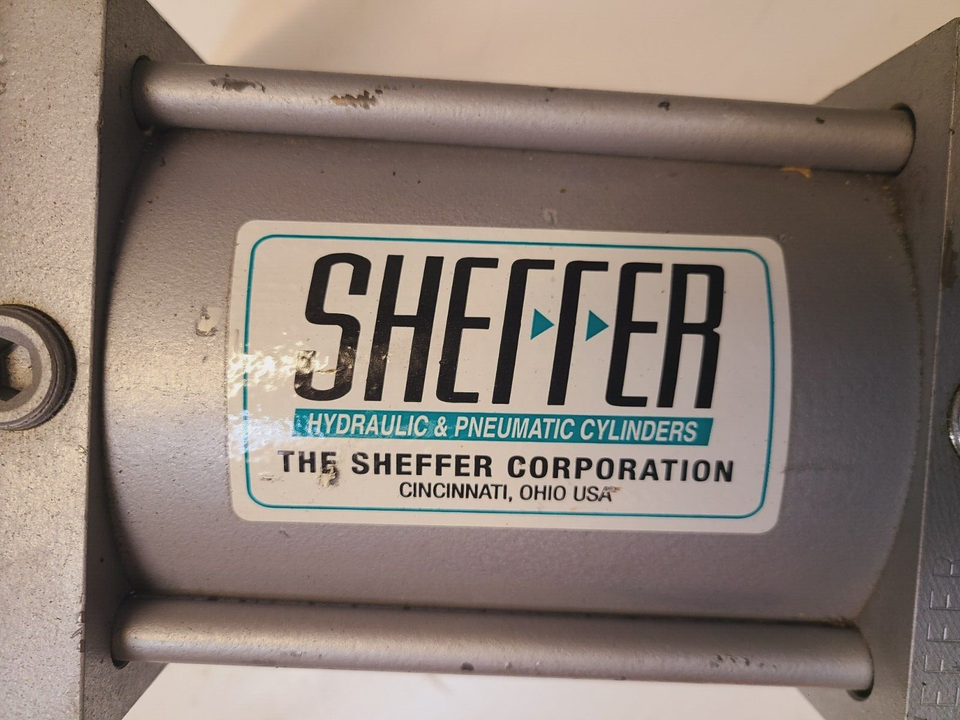 SHEFFER
HYDRAULIC & PNEUMATIC CYLINDERS
THE SHEFFER CORPORATION
CINCINNATI, OHIO USA